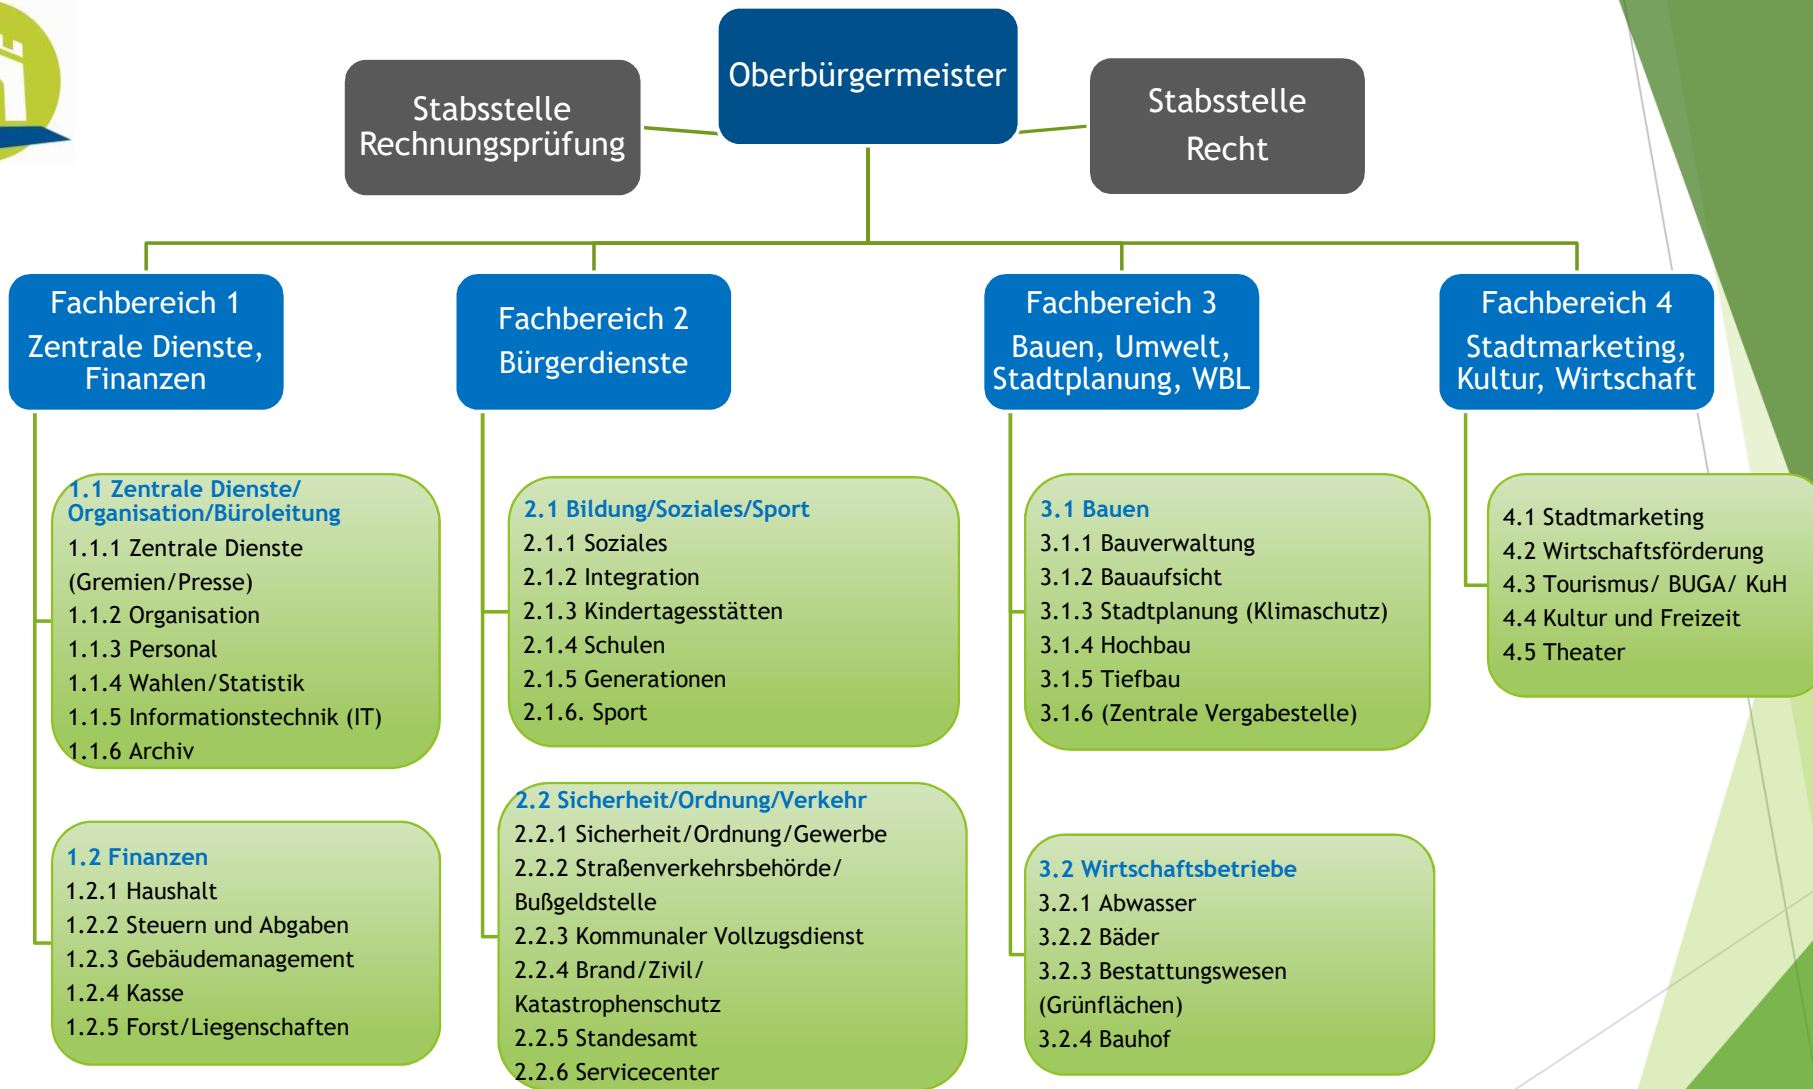 Oberbürgermeister
Stabsstelle
Rechnungsprüfung
Stabsstelle
Recht
Fachbereich 1
Zentrale Dienste,
Finanzen
Fachbereich 2
Bürgerdienste
Fachbereich 3
Bauen, Umwelt,
Stadtplanung, WBL
Fachbereich 4
Stadtmarketing,
Kultur, Wirtschaft
1.1 Zentrale Dienste/
Organisation/Büroleitung
1.1.1 Zentrale Dienste
(Gremien/Presse)
1.1.2 Organisation
1.1.3 Personal
1.1.4 Wahlen/Statistik
1.1.5 Informationstechnik (IT)
1.1.6 Archiv
1.2 Finanzen
1.2.1 Haushalt
1.2.2 Steuern und Abgaben
1.2.3 Gebäudemanagement
1.2.4 Kasse
1.2.5 Forst/Liegenschaften
2.1 Bildung/Soziales/Sport
2.1.1 Soziales
2.1.2 Integration
2.1.3 Kindertagesstätten
2.1.4 Schulen
2.1.5 Generationen
2.1.6. Sport
2.2 Sicherheit/Ordnung/Verkehr
2.2.1 Sicherheit/Ordnung/Gewerbe
2.2.2 Straßenverkehrsbehörde/
Bußgeldstelle
2.2.3 Kommunaler Vollzugsdienst
2.2.4 Brand/Zivil/
Katastrophenschutz
2.2.5 Standesamt
2.2.6 Servicecenter
3.1 Bauen
3.1.1 Bauverwaltung
3.1.2 Bauaufsicht
3.1.3 Stadtplanung (Klimaschutz)
3.1.4 Hochbau
3.1.5 Tiefbau
3.1.6 (Zentrale Vergabestelle)
3.2 Wirtschaftsbetriebe
3.2.1 Abwasser
3.2.2 Bäder
3.2.3 Bestattungswesen
(Grünflächen)
3.2.4 Bauhof
4.1 Stadtmarketing
4.2 Wirtschaftsförderung
4.3 Tourismus/ BUGA/ KuH
4.4 Kultur und Freizeit
4.5 Theater